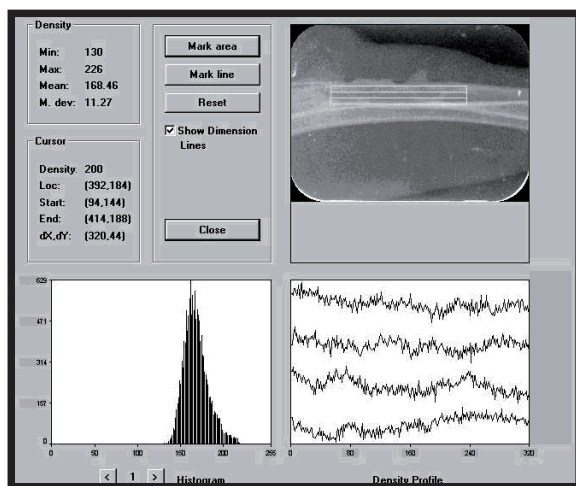 Density
Min: 130
Max: 226
Mean: 168.46
M. dev: 11.27
Cursor
Density: 200
Loc: (392,184)
Start: (94,144)
End: (414,188)
dX,dY: (320,44)
Mark area
Mark line
Reset
Show Dimension
Lines
Close
629
471
314
157
0
0 50 100 150 200 255
< 1 > Histogram
0 80 160 240 320
Density Profile